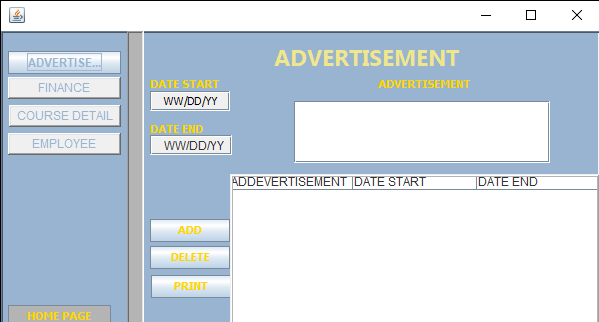 ADVERTISEMENT
ADVERTISE...
FINANCE
COURSE DETAIL
EMPLOYEE
HOME PAGE
DATE START
WW/DD/YY
DATE END
WW/DD/YY
ADVERTISEMENT
ADDEVERTISEMENT DATE START DATE END
ADD
DELETE
PRINT